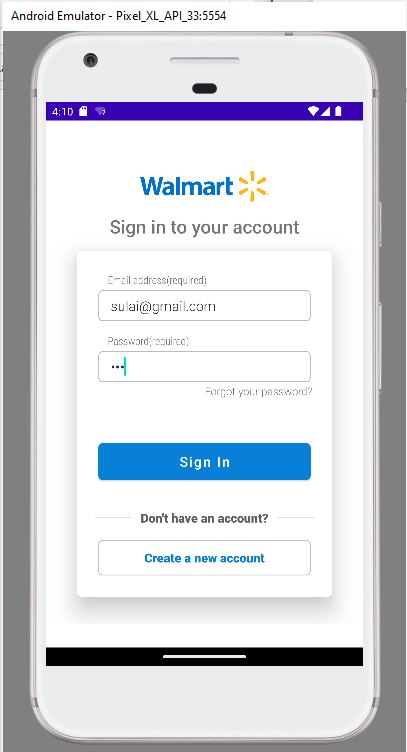 Android Emulator - Pixel_XL_API_33:5554
4:10
Walmart
Sign in to your account
Email address(required)
sulai@gmail.com
Password(required)
•••
Forgot your password?
Sign In
Don't have an account?
Create a new account